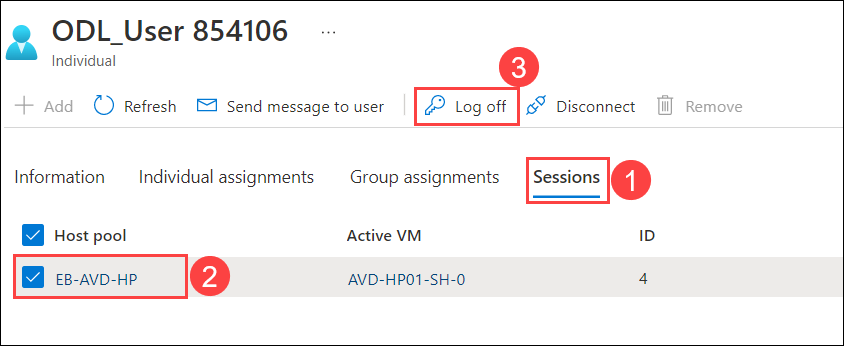 ODL_User 854106 ...
Individual
3
Add Refresh Send message to user Log off Disconnect Remove
Information Individual assignments Group assignments Sessions 1
Host pool Active VM ID
EB-AVD-HP 2 AVD-HP01-SH-0 4